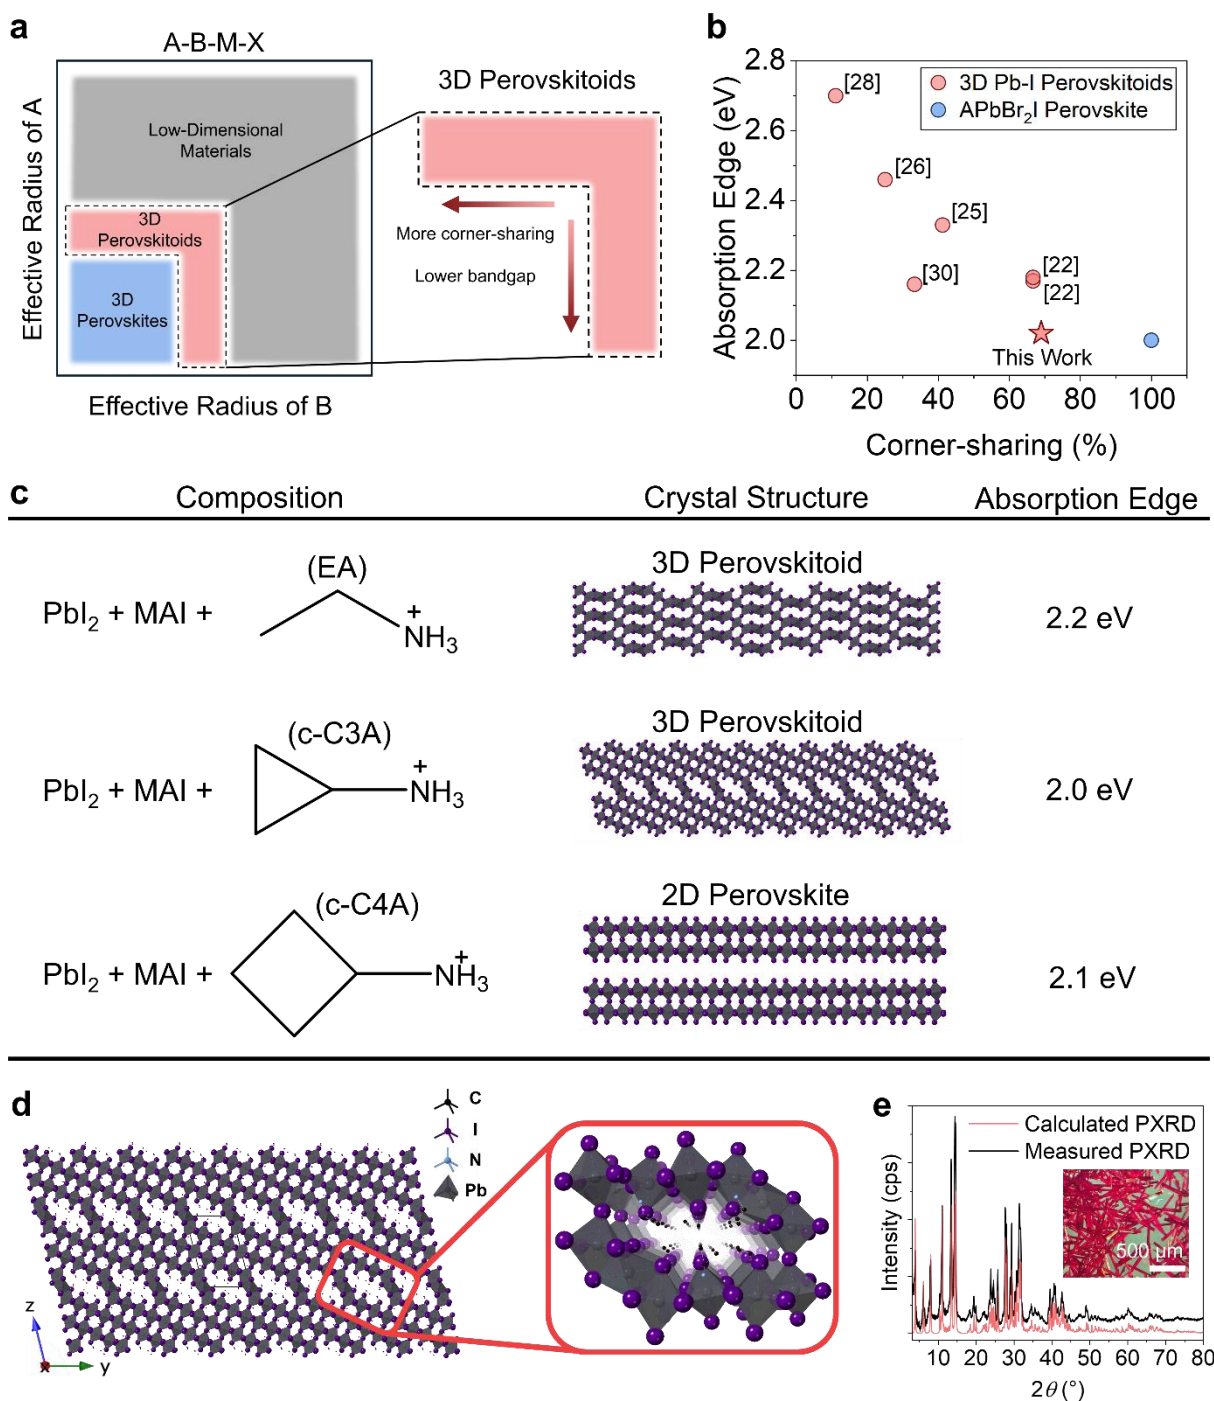 a
A-B-M-X
Effective Radius of A
Low-Dimensional
Materials
3D
Perovskitoids
3D
Perovskites
Effective Radius of B
3D Perovskitoids
More corner-sharing
Lower bandgap
b
Absorption Edge (eV)
2.8
2.6
2.4
2.2
2.0
3D Pb-I Perovskitoids
APbBr₂I Perovskite
[28]
[26]
[25]
[30]
[22]
[22]
This Work
0 20 40 60 80 100
Corner-sharing (%)
c
Composition Crystal Structure Absorption Edge
(EA)
3D Perovskitoid
PbI₂ + MAI +
+
NH₃
2.2 eV
(c-C3A)
3D Perovskitoid
PbI₂ + MAI +
+
NH₃
2.0 eV
(c-C4A)
2D Perovskite
PbI₂ + MAI +
+
NH₃
2.1 eV
d
C
I
N
Pb
z
x
y
e
Intensity (cps)
Calculated PXRD
Measured PXRD
500 μm
10 20 30 40 50 60 70 80
2θ (°)